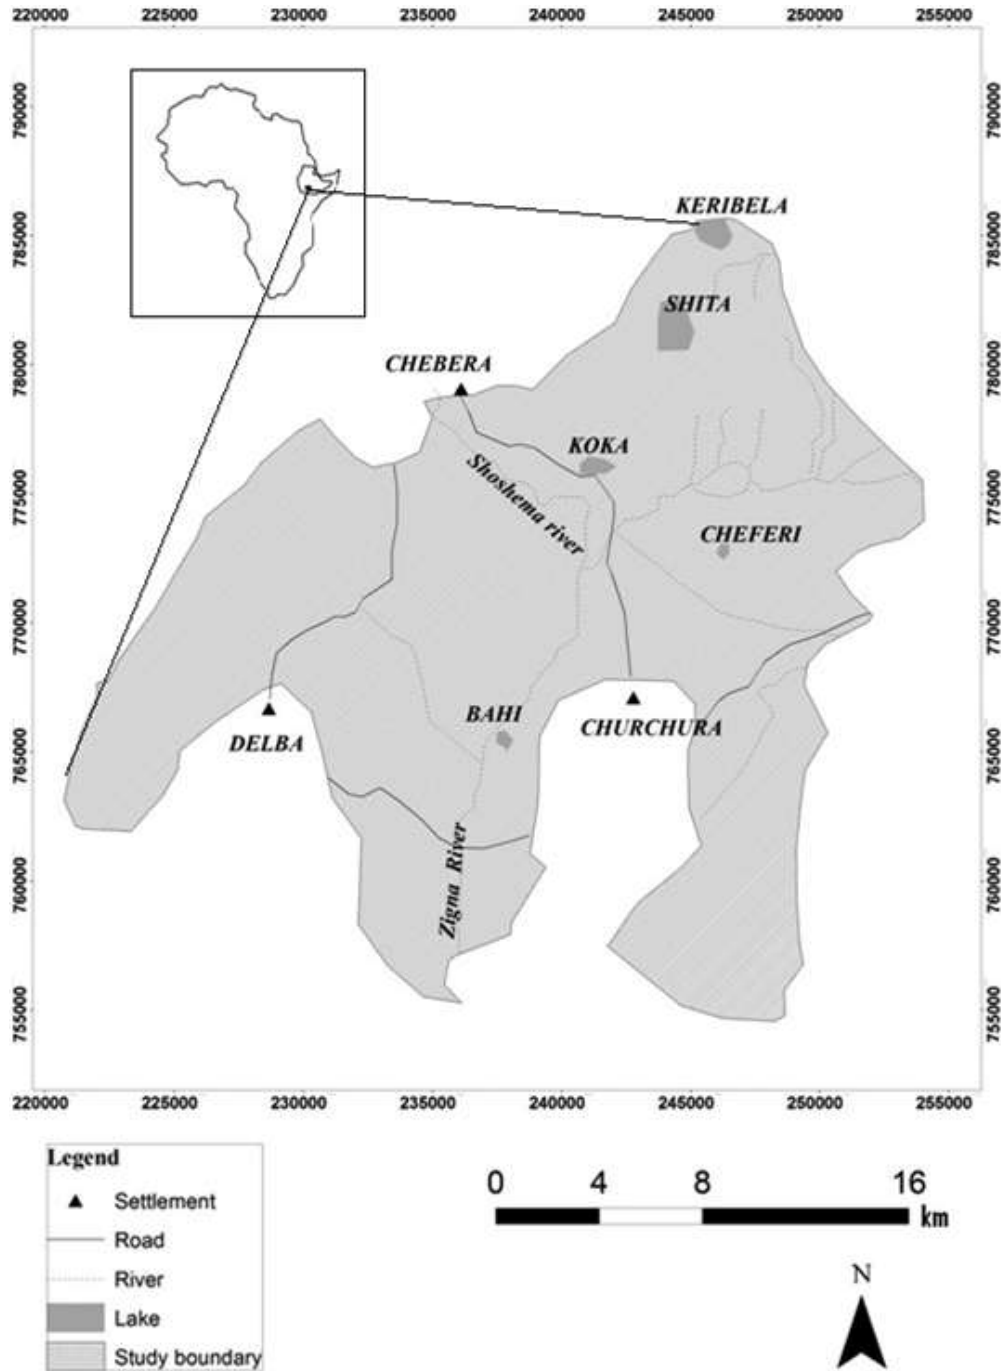 220000 225000 230000 235000 240000 245000 250000 255000
790000 790000
785000 785000
KERIBELA
SHITA
780000 780000
CHEBERA
KOKA
775000 775000
Shoshema river
CHEFERI
770000 770000
BAHI
CHURCHURA
DELBA
765000 765000
Zigna River
760000 760000
755000 755000
220000 225000 230000 235000 240000 245000 250000 255000
Legend
Settlement
Road
River
Lake
Study boundary
0 4 8 16
km
N